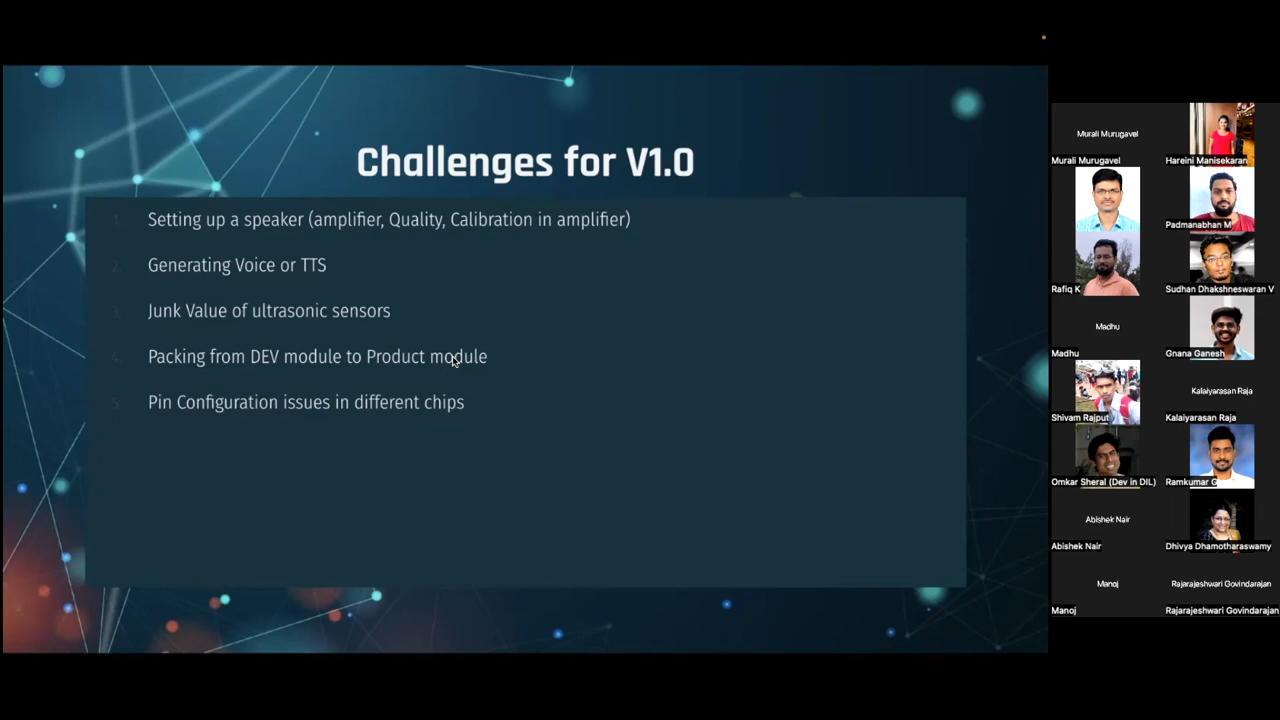 Challenges for V1.0
1. Setting up a speaker (amplifier, Quality, Calibration in amplifier)
2. Generating Voice or TTS
3. Junk Value of ultrasonic sensors
4. Packing from DEV module to Product module
5. Pin Configuration issues in different chips
Murali Murugavel
Murali Murugavel
Hareini Manisekaran
Padmanabhan M
Rafiq K
Sudhan Dhakshneswaran V
Madhu
Madhu
Gnana Ganesh
Shivam Rajput
Kalaiyarasan Raja
Kalaiyarasan Raja
Omkar Sheral (Dev in DIL)
Ramkumar G
Abishek Nair
Abishek Nair
Dhivya Dhamotharaswamy
Manoj
Manoj
Rajarajeshwari Govindarajan
Rajarajeshwari Govindarajan